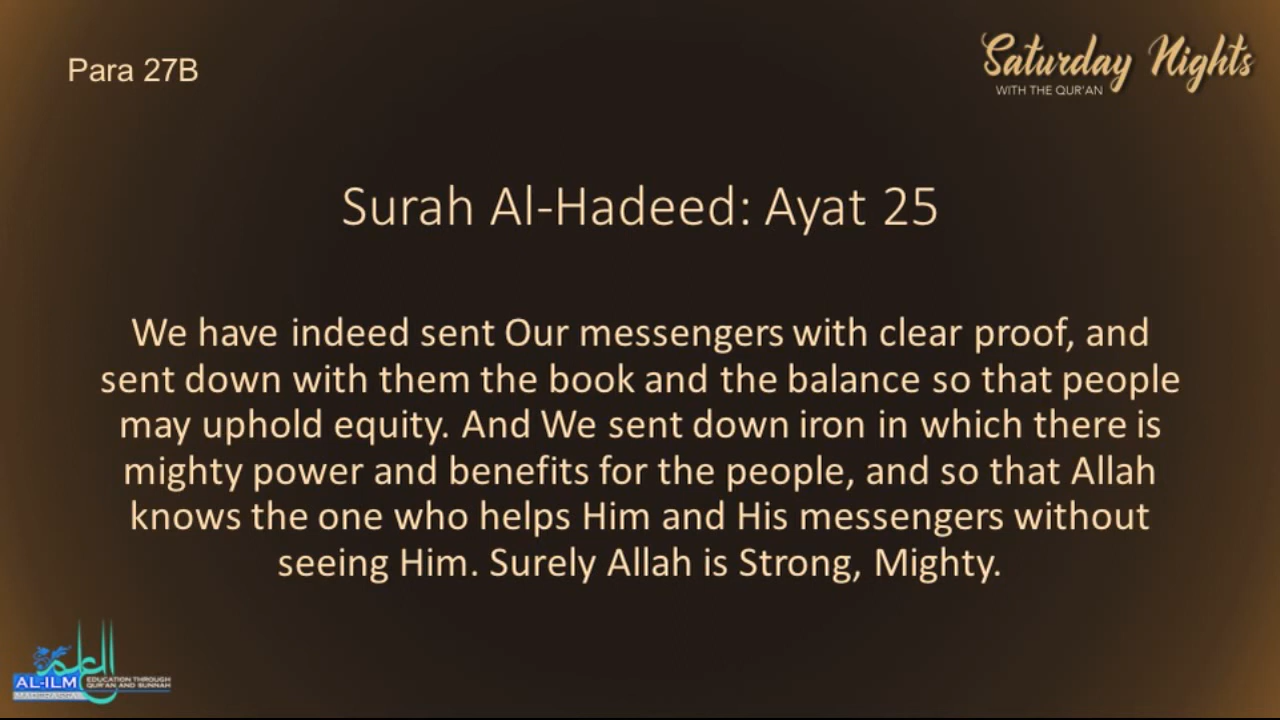 Para 27B
Saturday Nights
WITH THE QUR'AN
Surah Al-Hadeed: Ayat 25
We have indeed sent Our messengers with clear proof, and
sent down with them the book and the balance so that people
may uphold equity. And We sent down iron in which there is
mighty power and benefits for the people, and so that Allah
knows the one who helps Him and His messengers without
seeing Him. Surely Allah is Strong, Mighty.
العلم
AL-ILM
EDUCATION THROUGH
QUR'AN AND SUNNAH